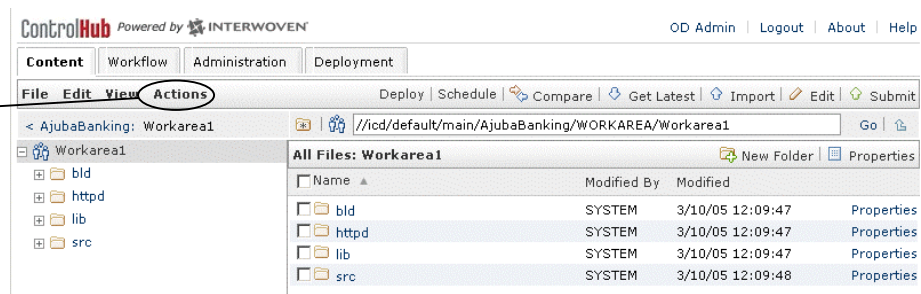 ControlHub Powered by INTERWOVEN
OD Admin | Logout | About | Help
Content Workflow Administration Deployment
File Edit View Actions
Deploy | Schedule | Compare | Get Latest | Import | Edit | Submit
< AjubaBanking: Workarea1
//icd/default/main/AjubaBanking/WORKAREA/Workarea1 Go
Workarea1
bld
httpd
lib
src
All Files: Workarea1 New Folder | Properties
Name Modified By Modified
bld SYSTEM 3/10/05 12:09:47 Properties
httpd SYSTEM 3/10/05 12:09:47 Properties
lib SYSTEM 3/10/05 12:09:47 Properties
src SYSTEM 3/10/05 12:09:48 Properties